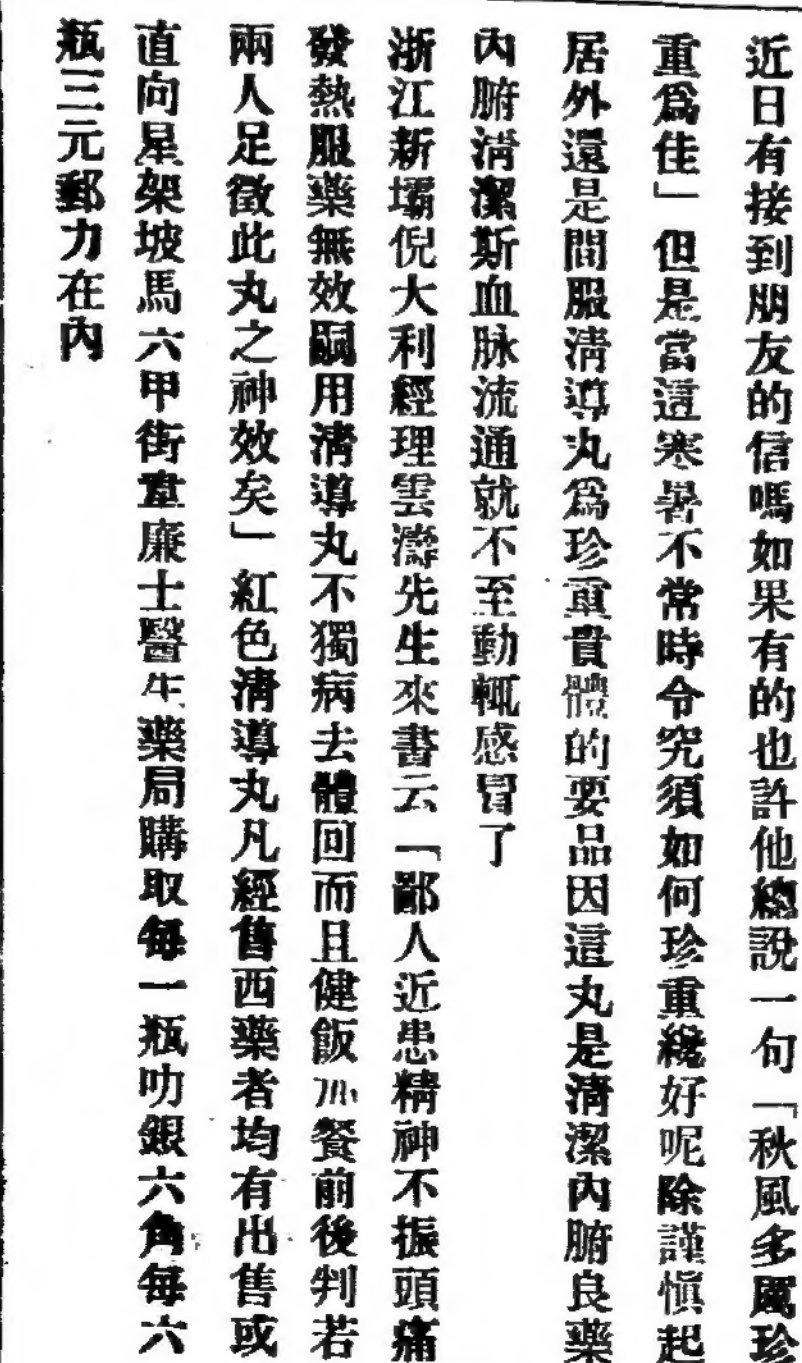 近日有接到朋友的信嗎如果有的也許他總說一句「秋風多厲珍
重爲佳」但是當這寒暑不常時令究須如何珍重纔好呢除謹愼起
居外還是間服淸導丸爲珍重貴體的要品因這丸是淸潔內腑良藥
內腑淸潔斯血脉流通就不至動輒感冒了
浙江新壩倪大利經理雲濤先生來書云「鄙人近患精神不振頭痛
發熱服藥無效嗣用淸導丸不獨病去體回而且健飯加餐前後判若
兩人足徵此丸之神效矣」紅色淸導丸凡經售西藥者均有出售或
直向星架坡馬六甲街韋廉士醫生藥局購取每一瓶叻銀六角每六
瓶三元郵力在內